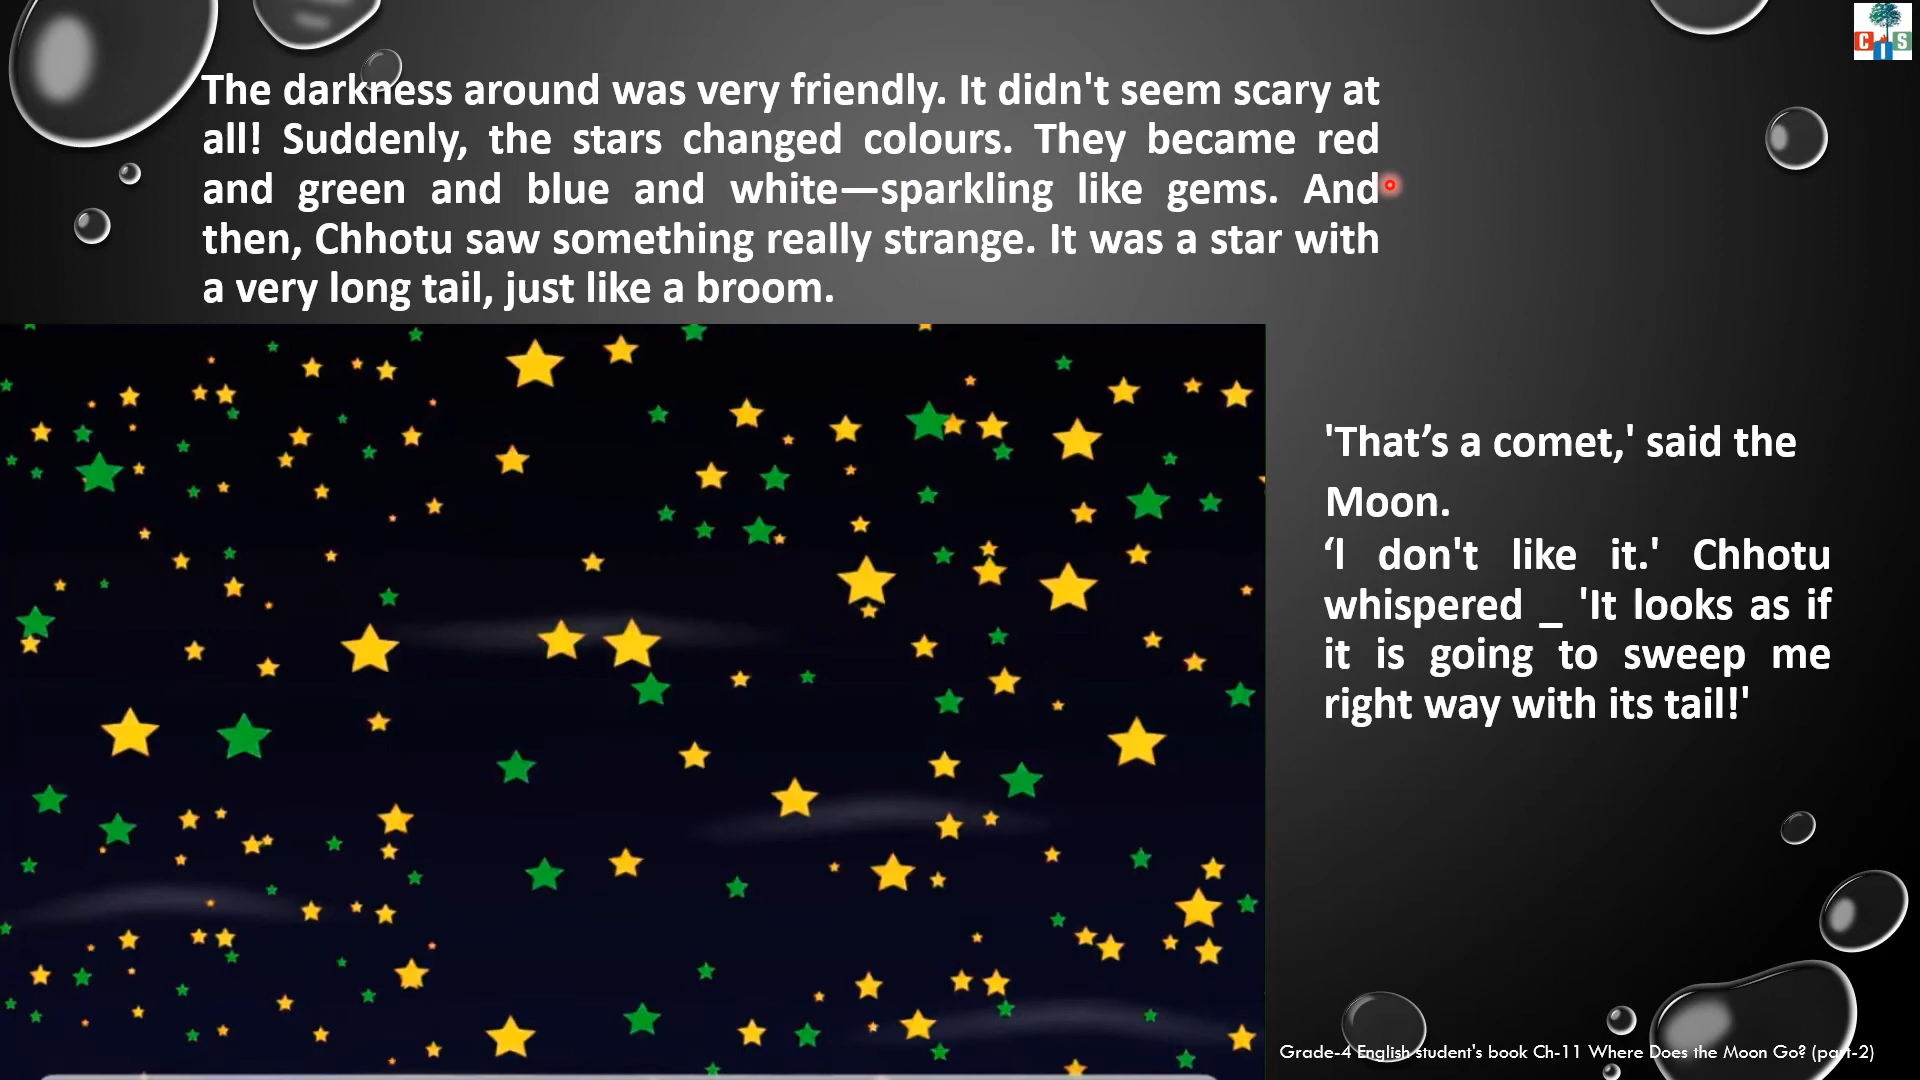 The darkness around was very friendly. It didn't seem scary at
all! Suddenly, the stars changed colours. They became red
and green and blue and white—sparkling like gems. And
then, Chhotu saw something really strange. It was a star with
a very long tail, just like a broom.
'That’s a comet,' said the
Moon.
‘I don't like it.' Chhotu
whispered _ 'It looks as if
it is going to sweep me
right way with its tail!'
Grade-4 English student's book Ch-11 Where Does the Moon Go? (part-2)
CIS